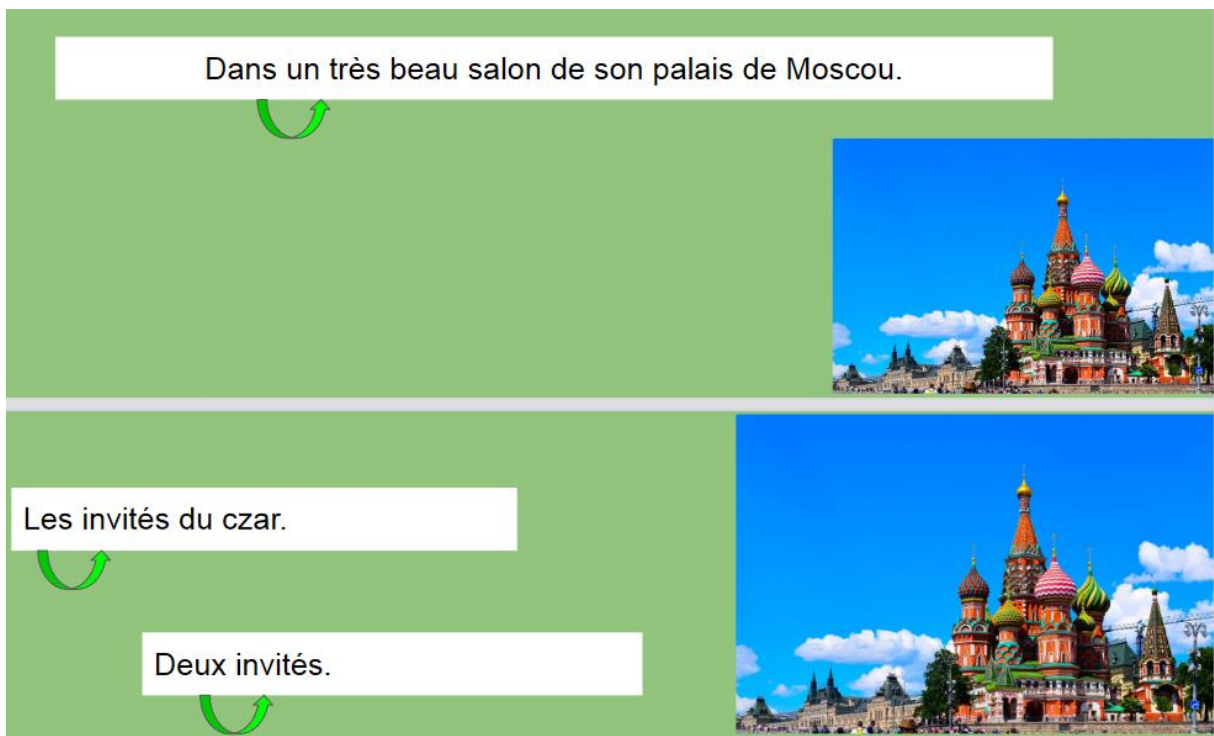 Dans un très beau salon de son palais de Moscou.
Les invités du czar.
Deux invités.